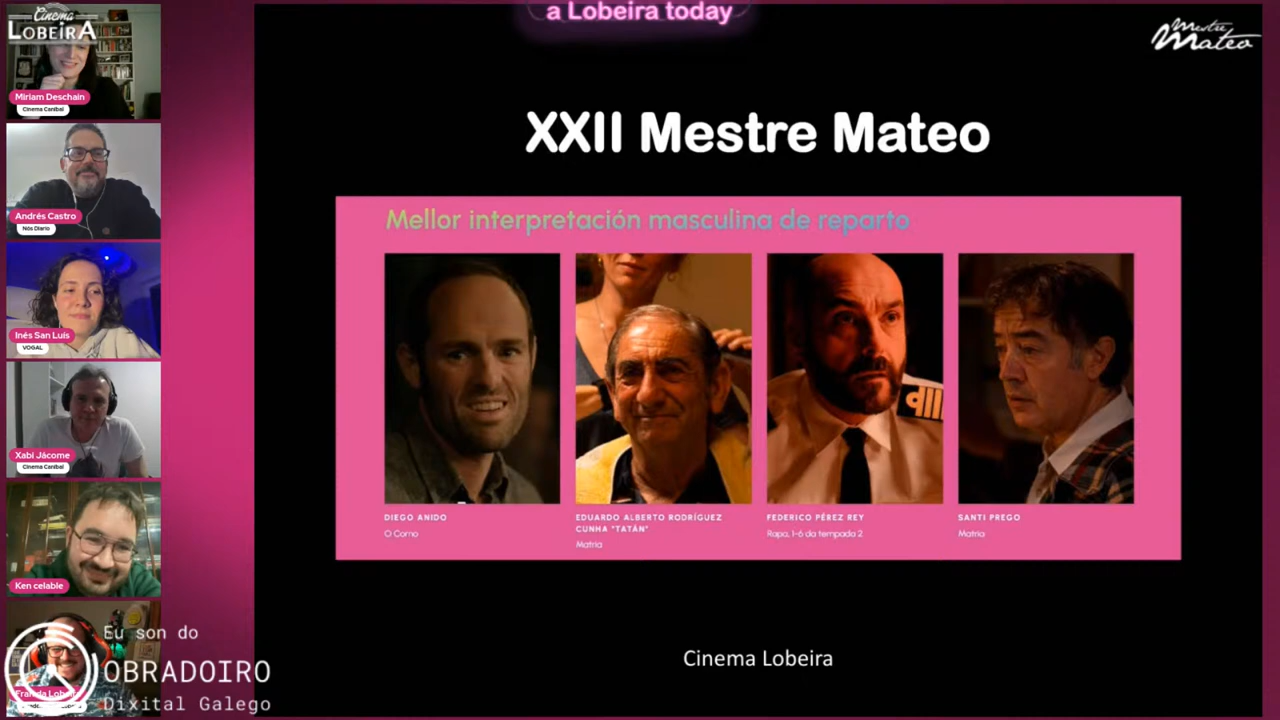 a Lobeira today
Cinema
LOBEIRA
Mestre
Mateo
XXII Mestre Mateo
Mellor interpretación masculina de reparto
DIEGO ANIDO
O Corno
EDUARDO ALBERTO RODRÍGUEZ
CUNHA "TATÁN"
Matria
FEDERICO PÉREZ REY
Rapa, 1-6 da tempada 2
SANTI PREGO
Matria
Cinema Lobeira
Miriam Deschain
Cinema Caníbal
Andrés Castro
Nós Diario
Inés San Luís
VOGAL
Xabi Jácome
Cinema Caníbal
Ken celable
Eu son do
OBRADOIRO
Dixital Galego